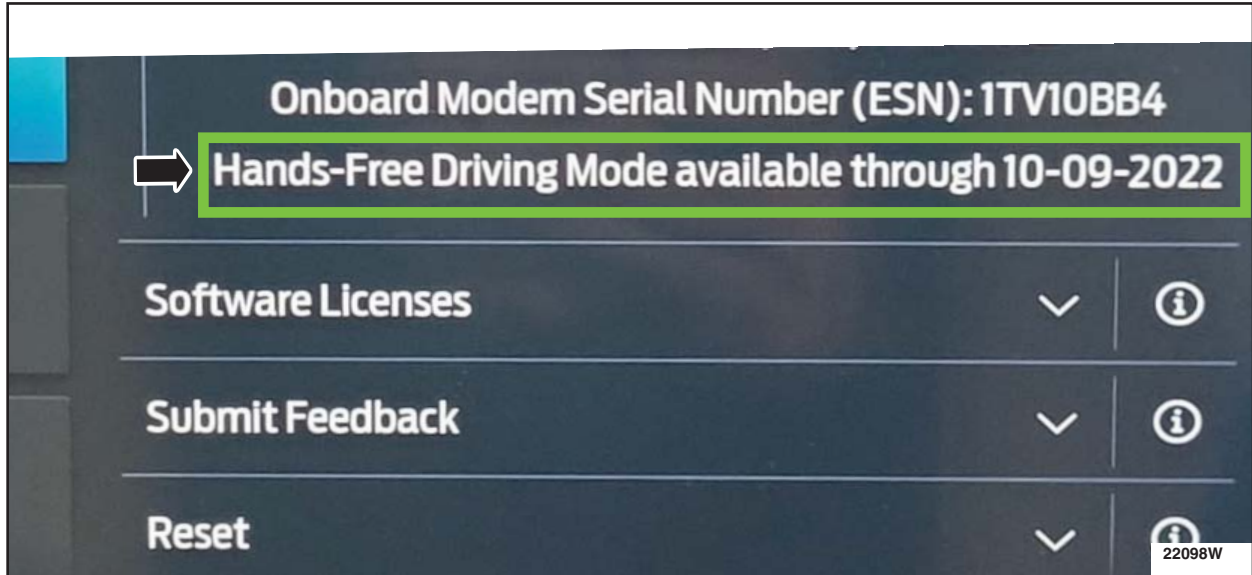 Onboard Modem Serial Number (ESN): 1TV10BB4
Hands-Free Driving Mode available through 10-09-2022
Software Licenses
Submit Feedback
Reset
22098W